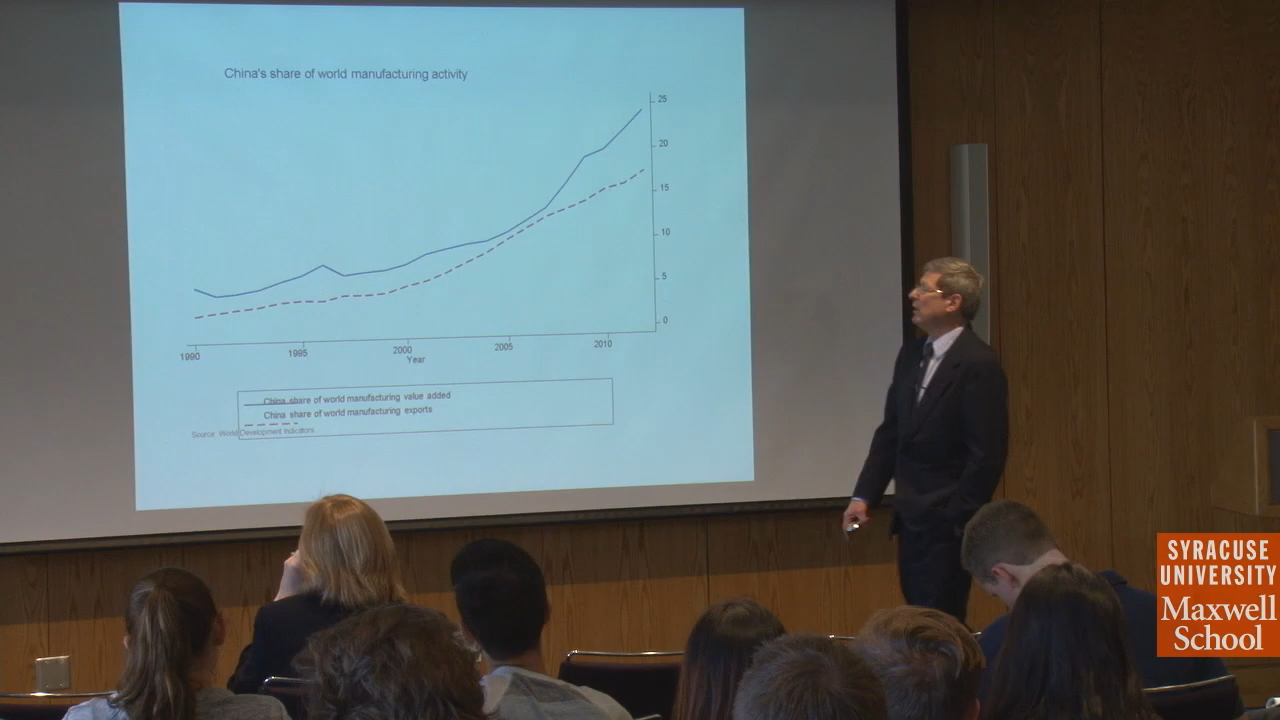 China's share of world manufacturing activity
25
20
15
10
5
0
1990
1995
2000
2005
2010
Year
China share of world manufacturing value added
China share of world manufacturing exports
Source: World Development Indicators
SYRACUSE
UNIVERSITY
Maxwell
School